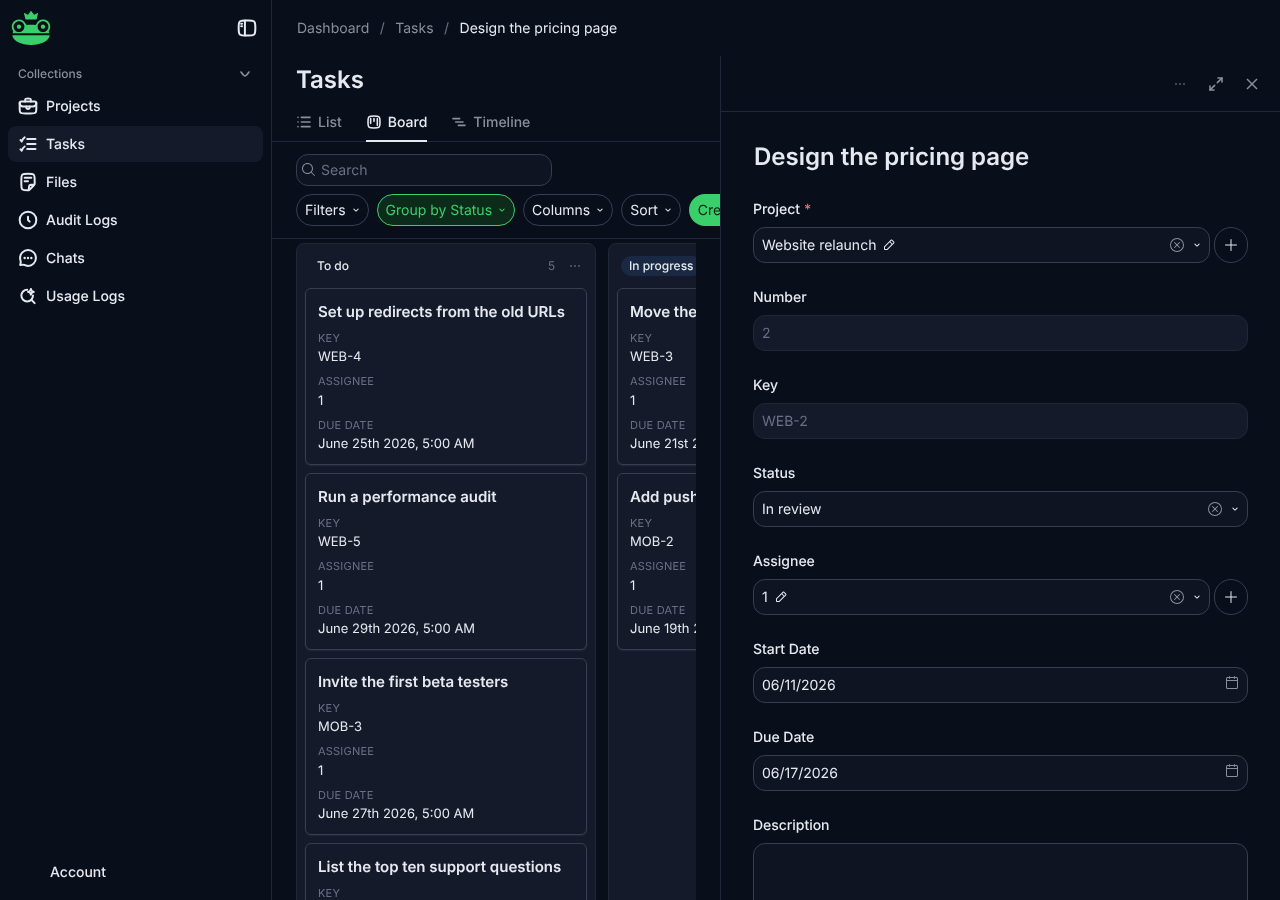 Collections
Projects
Tasks
Files
Audit Logs
Chats
Usage Logs
Account
Dashboard / Tasks / Design the pricing page
Tasks
List Board Timeline
Search
Filters Group by Status Columns Sort Cre
To do 5 ···
Set up redirects from the old URLs
KEY
WEB-4
ASSIGNEE
1
DUE DATE
June 25th 2026, 5:00 AM
Run a performance audit
KEY
WEB-5
ASSIGNEE
1
DUE DATE
June 29th 2026, 5:00 AM
Invite the first beta testers
KEY
MOB-3
ASSIGNEE
1
DUE DATE
June 27th 2026, 5:00 AM
List the top ten support questions
KEY
In progress
Move the
KEY
WEB-3
ASSIGNEE
1
DUE DATE
June 21st 2
Add push
KEY
MOB-2
ASSIGNEE
1
DUE DATE
June 19th 2
Design the pricing page
Project *
Website relaunch
Number
2
Key
WEB-2
Status
In review
Assignee
1
Start Date
06/11/2026
Due Date
06/17/2026
Description